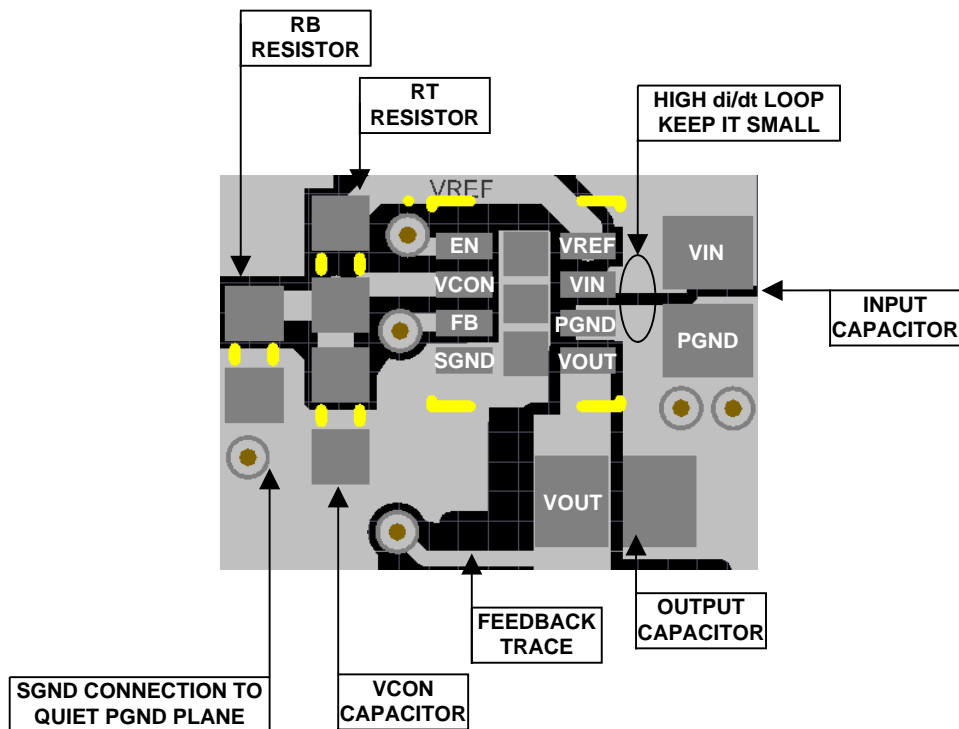 RB
RESISTOR
RT
RESISTOR
HIGH di/dt LOOP
KEEP IT SMALL
VREF
EN
VREF
VIN
VCON
VIN
INPUT
CAPACITOR
FB
PGND
PGND
SGND
VOUT
VOUT
FEEDBACK
TRACE
OUTPUT
CAPACITOR
SGND CONNECTION TO
QUIET PGND PLANE
VCON
CAPACITOR